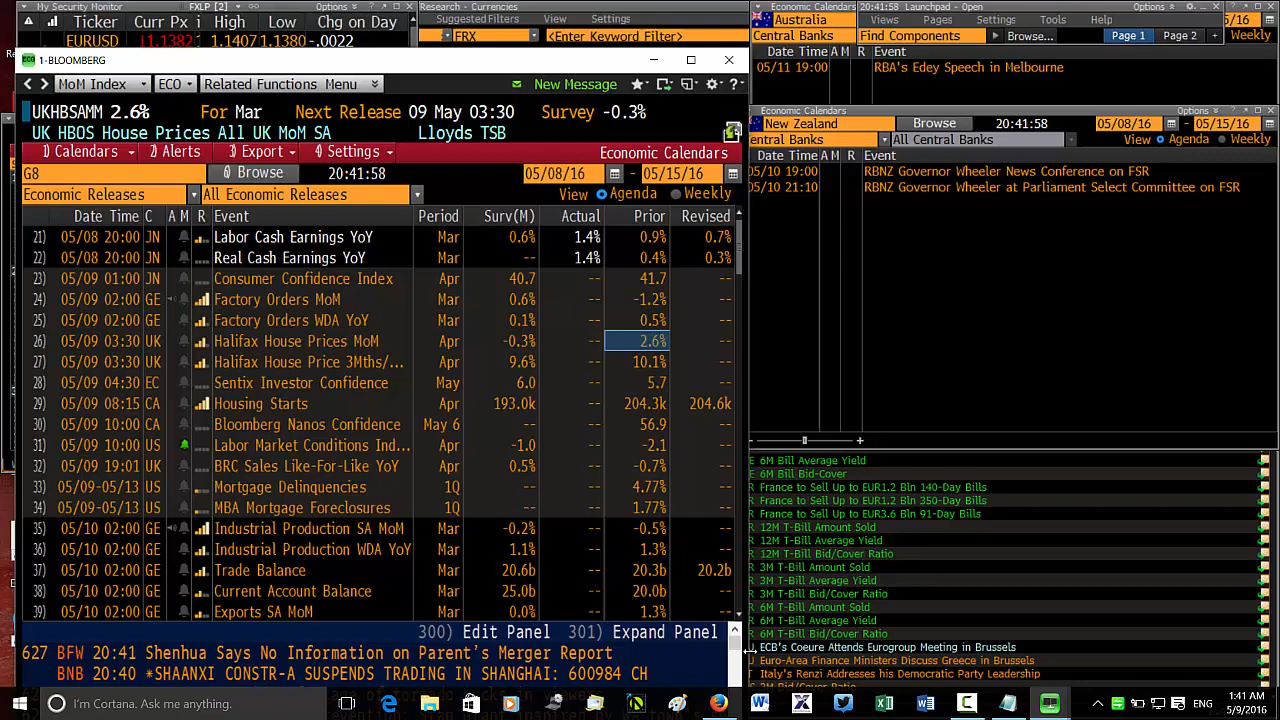 My Security Monitor
FXLP [2]
Options
Research - Currencies
Economic Calendars
20:41:58 Launchpad - Open
Options
Economic Calendars
Ticker Curr Px High Low Chg on Day
Suggested Filters View Settings
Australia
Views Pages Settings Tools Help
05/15/16
EURUSD 1.1382 1.1407 1.1380 -.0022
FRX <Enter Keyword Filter>
Central Banks
Find Components Browse... Page 1 Page 2 +
Weekly
Date Time A M R Event
05/11 19:00 RBA's Edey Speech in Melbourne
1-BLOOMBERG
MoM Index ECO Related Functions Menu New Message
UKHBSAMM 2.6% For Mar Next Release 09 May 03:30 Survey -0.3%
UK HBOS House Prices All UK MoM SA Lloyds TSB
1) Calendars 2) Alerts 3) Export 4) Settings Economic Calendars
G8 Browse 20:41:58 05/08/16 - 05/15/16
Economic Releases All Economic Releases View Agenda Weekly
Date Time C A M R Event Period Surv(M) Actual Prior Revised
21) 05/08 20:00 JN Labor Cash Earnings YoY Mar 0.6% 1.4% 0.9% 0.7%
22) 05/08 20:00 JN Real Cash Earnings YoY Mar -- 1.4% 0.4% 0.3%
23) 05/09 01:00 JN Consumer Confidence Index Apr 40.7 -- 41.7 --
24) 05/09 02:00 GE Factory Orders MoM Mar 0.6% -- -1.2% --
25) 05/09 02:00 GE Factory Orders WDA YoY Mar 0.1% -- 0.5% --
26) 05/09 03:30 UK Halifax House Prices MoM Apr -0.3% -- 2.6% --
27) 05/09 03:30 UK Halifax House Price 3Mths/... Apr 9.6% -- 10.1% --
28) 05/09 04:30 EC Sentix Investor Confidence May 6.0 -- 5.7 --
29) 05/09 08:15 CA Housing Starts Apr 193.0k -- 204.3k 204.6k
30) 05/09 10:00 CA Bloomberg Nanos Confidence May 6 -- -- 56.9 --
31) 05/09 10:00 US Labor Market Conditions Ind... Apr -1.0 -- -2.1 --
32) 05/09 19:01 UK BRC Sales Like-For-Like YoY Apr 0.5% -- -0.7% --
33) 05/09-05/13 US Mortgage Delinquencies 1Q -- -- 4.77% --
34) 05/09-05/13 US MBA Mortgage Foreclosures 1Q -- -- 1.77% --
35) 05/10 02:00 GE Industrial Production SA MoM Mar -0.2% -- -0.5% --
36) 05/10 02:00 GE Industrial Production WDA YoY Mar 1.1% -- 1.3% --
37) 05/10 02:00 GE Trade Balance Mar 20.6b -- 20.3b 20.2b
38) 05/10 02:00 GE Current Account Balance Mar 25.0b -- 20.0b --
39) 05/10 02:00 GE Exports SA MoM Mar 0.0% -- 1.3% --
300) Edit Panel 301) Expand Panel
627 BFW 20:41 Shenhua Says No Information on Parent's Merger Report
BNB 20:40 *SHAANXI CONSTR-A SUSPENDS TRADING IN SHANGHAI: 600984 CH
Economic Calendars Options
New Zealand Browse 20:41:58 05/08/16 - 05/15/16
entral Banks All Central Banks View Agenda Weekly
Date Time A M R Event
05/10 19:00 RBNZ Governor Wheeler News Conference on FSR
05/10 21:10 RBNZ Governor Wheeler at Parliament Select Committee on FSR
6M Bill Average Yield
6M Bill Bid-Cover
France to Sell Up to EUR1.2 Bln 140-Day Bills
France to Sell Up to EUR1.2 Bln 350-Day Bills
France to Sell Up to EUR3.6 Bln 91-Day Bills
12M T-Bill Amount Sold
12M T-Bill Average Yield
12M T-Bill Bid/Cover Ratio
3M T-Bill Amount Sold
3M T-Bill Average Yield
3M T-Bill Bid/Cover Ratio
6M T-Bill Amount Sold
6M T-Bill Average Yield
6M T-Bill Bid/Cover Ratio
ECB's Coeure Attends Eurogroup Meeting in Brussels
Euro-Area Finance Ministers Discuss Greece in Brussels
Italy's Renzi Addresses his Democratic Party Leadership
I'm Cortana. Ask me anything.
1:41 AM
5/9/2016